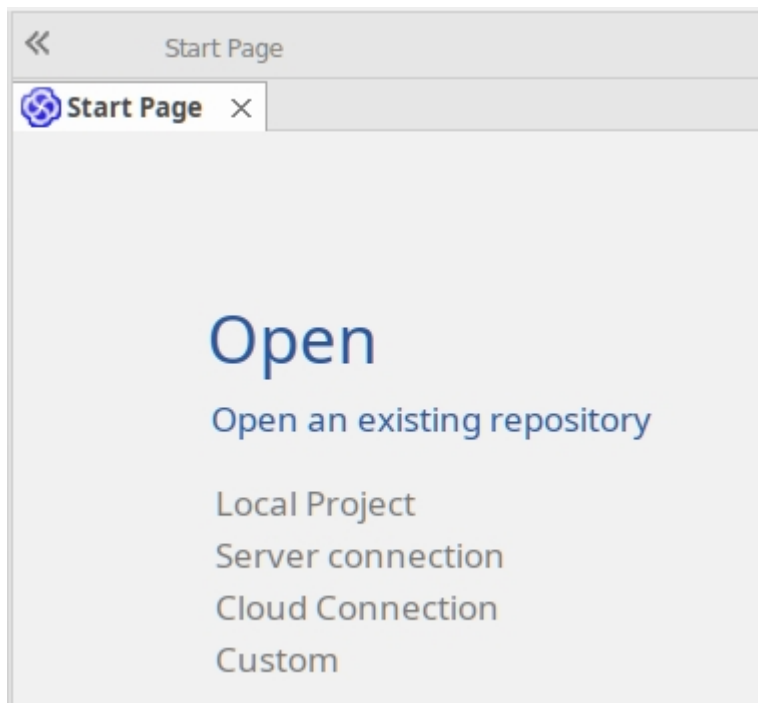 Start Page
Start Page
Open
Open an existing repository
Local Project
Server connection
Cloud Connection
Custom